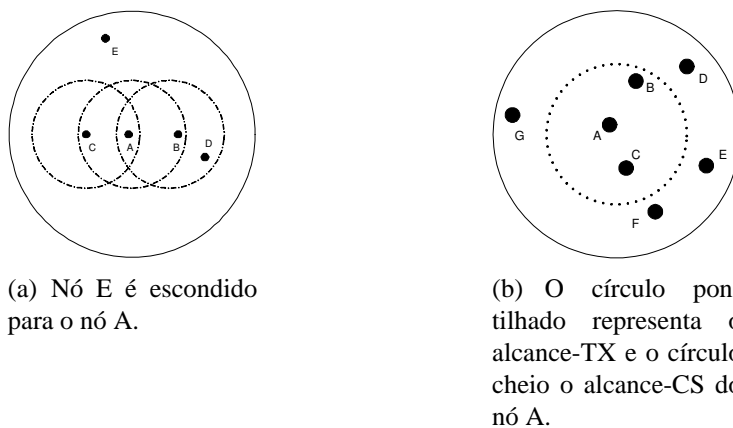 E
C
A
B
D
(a) Nó E é escondido
para o nó A.
B
D
G
A
C
E
F
(b) O círculo pon
tilhado representa o
alcance-TX e o círculo
cheio o alcance-CS do
nó A.